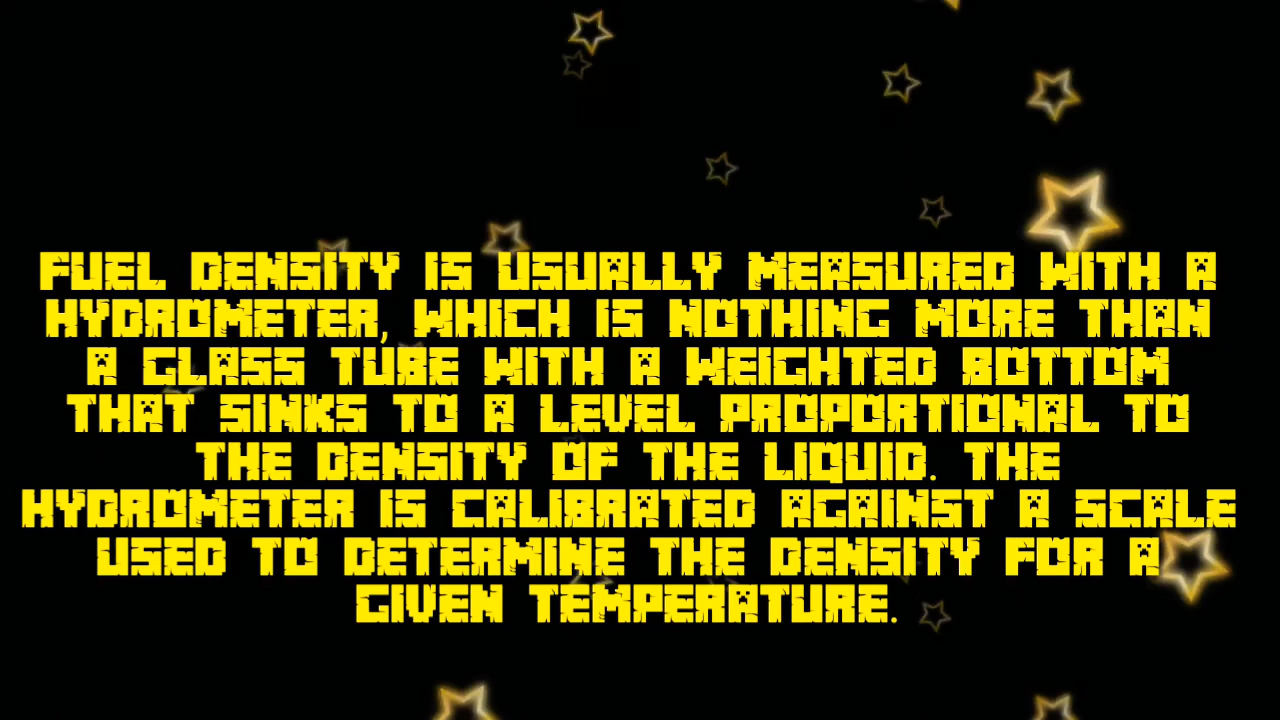 FUEL DENSITY IS USUALLY MEASURED WITH A
HYDROMETER, WHICH IS NOTHING MORE THAN
A GLASS TUBE WITH A WEIGHTED BOTTOM
THAT SINKS TO A LEVEL PROPORTIONAL TO
THE DENSITY OF THE LIQUID. THE
HYDROMETER IS CALIBRATED AGAINST A SCALE
USED TO DETERMINE THE DENSITY FOR A
GIVEN TEMPERATURE.